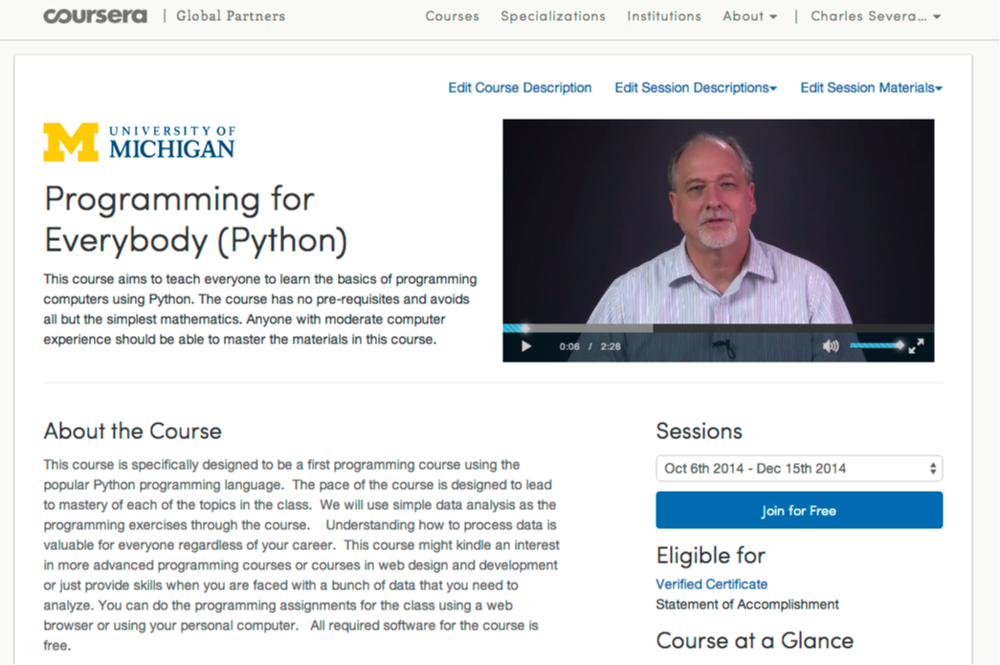 coursera | Global Partners Courses Specializations Institutions About | Charles Severa...
Edit Course Description Edit Session Descriptions Edit Session Materials
M UNIVERSITY OF
MICHIGAN
Programming for
Everybody (Python)
This course aims to teach everyone to learn the basics of programming
computers using Python. The course has no pre-requisites and avoids
all but the simplest mathematics. Anyone with moderate computer
experience should be able to master the materials in this course.
0:06 / 2:28
About the Course
This course is specifically designed to be a first programming course using the
popular Python programming language. The pace of the course is designed to lead
to mastery of each of the topics in the class. We will use simple data analysis as the
programming exercises through the course. Understanding how to process data is
valuable for everyone regardless of your career. This course might kindle an interest
in more advanced programming courses or courses in web design and development
or just provide skills when you are faced with a bunch of data that you need to
analyze. You can do the programming assignments for the class using a web
browser or using your personal computer. All required software for the course is
free.
Sessions
Oct 6th 2014 - Dec 15th 2014
Join for Free
Eligible for
Verified Certificate
Statement of Accomplishment
Course at a Glance